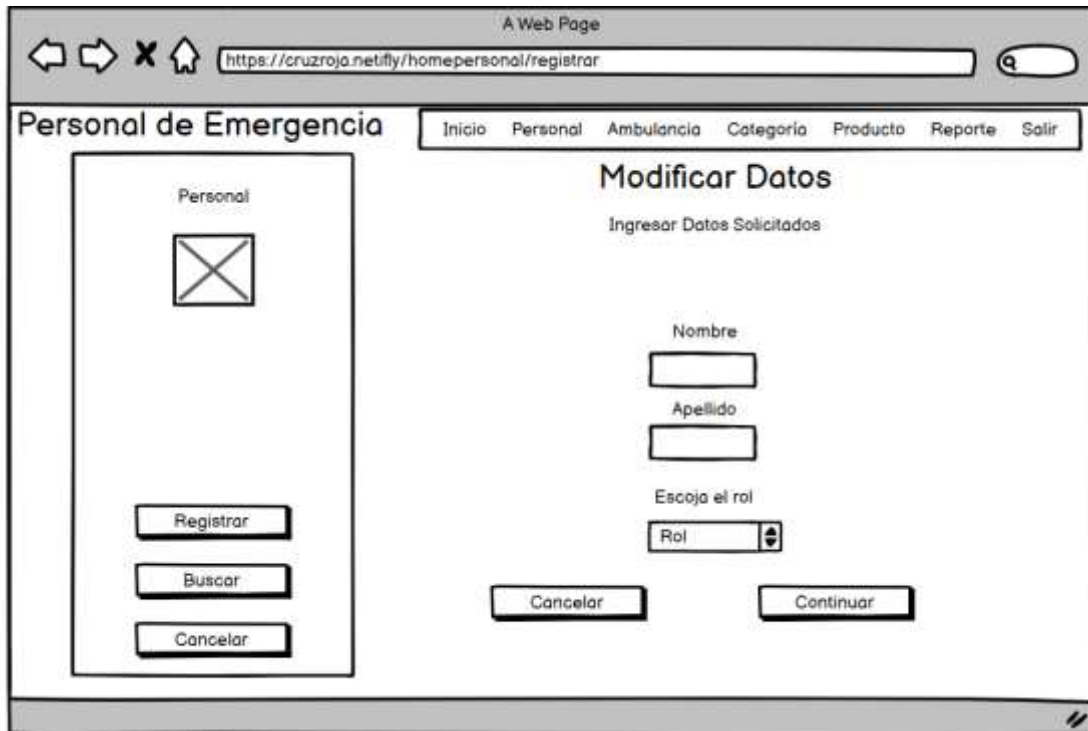 A Web Page
https://cruzroja.netifly/homepersonal/registrar
Personal de Emergencia
Inicio Personal Ambulancia Categoría Producto Reporte Salir
Personal
Registrar
Buscar
Cancelar
Modificar Datos
Ingresar Datos Solicitados
Nombre
Apellido
Escoja el rol
Rol
Cancelar Continuar